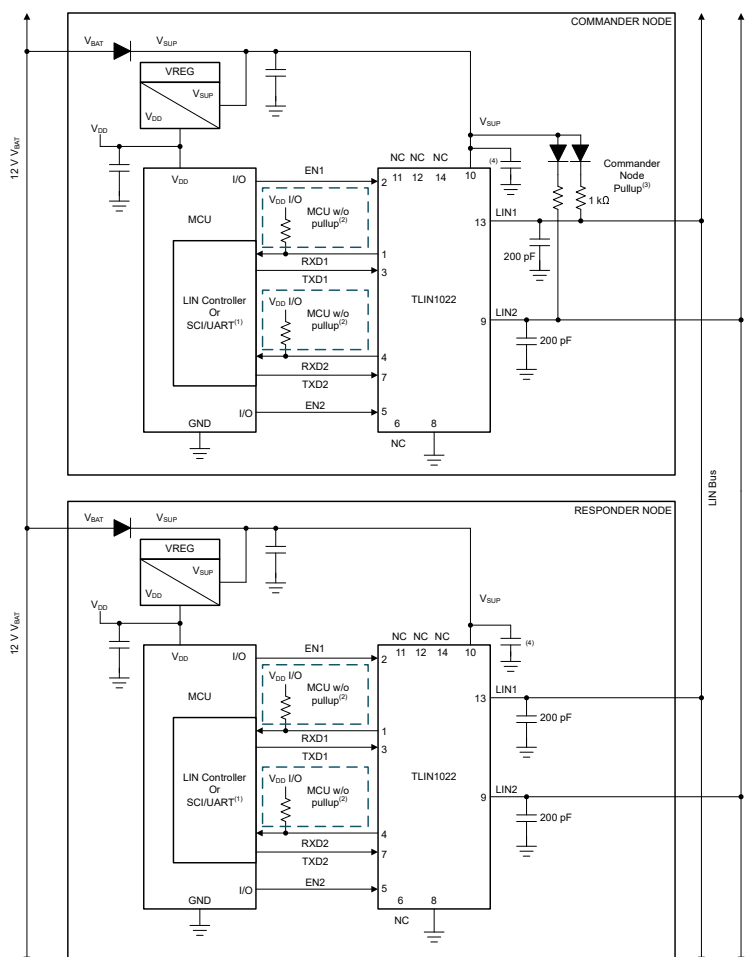 COMMANDER NODE
VBAT
VSUP
VREG
VSUP
VDD
VDD
VSUP
12 V VBAT
NC NC NC
11 12 14 10
(4)
Commander
Node
Pullup(3)
1 kΩ
VDD
I/O
EN1
2
MCU
VDD I/O
MCU w/o
pullup(2)
13
LIN1
1
RXD1
3
TXD1
200 pF
LIN Controller
Or
SCI/UART(1)
VDD I/O
MCU w/o
pullup(2)
TLIN1022
9
LIN2
200 pF
4
RXD2
7
TXD2
I/O
EN2
5
GND
6
8
NC
LIN Bus
RESPONDER NODE
VBAT
VSUP
VREG
VSUP
VDD
VDD
VSUP
12 V VBAT
NC NC NC
11 12 14 10
(4)
VDD
I/O
EN1
2
MCU
VDD I/O
MCU w/o
pullup(2)
13
LIN1
200 pF
1
RXD1
3
TXD1
LIN Controller
Or
SCI/UART(1)
VDD I/O
MCU w/o
pullup(2)
TLIN1022
9
LIN2
200 pF
4
RXD2
7
TXD2
I/O
EN2
5
GND
6
8
NC